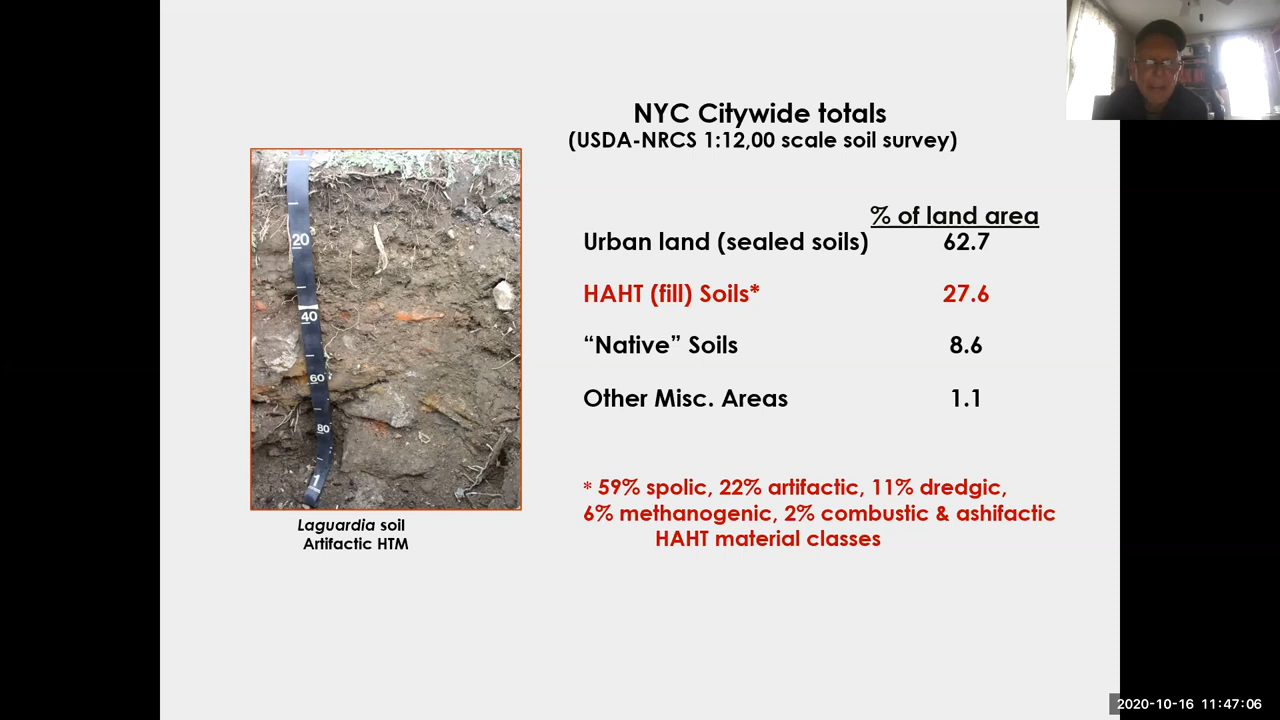 NYC Citywide totals
(USDA-NRCS 1:12,00 scale soil survey)
% of land area
Urban land (sealed soils) 62.7
HAHT (fill) Soils* 27.6
“Native” Soils 8.6
Other Misc. Areas 1.1
* 59% spolic, 22% artifactic, 11% dredgic,
6% methanogenic, 2% combustic & ashifactic
HAHT material classes
20
40
60
80
1
Laguardia soil
Artifactic HTM
2020-10-16 11:47:06